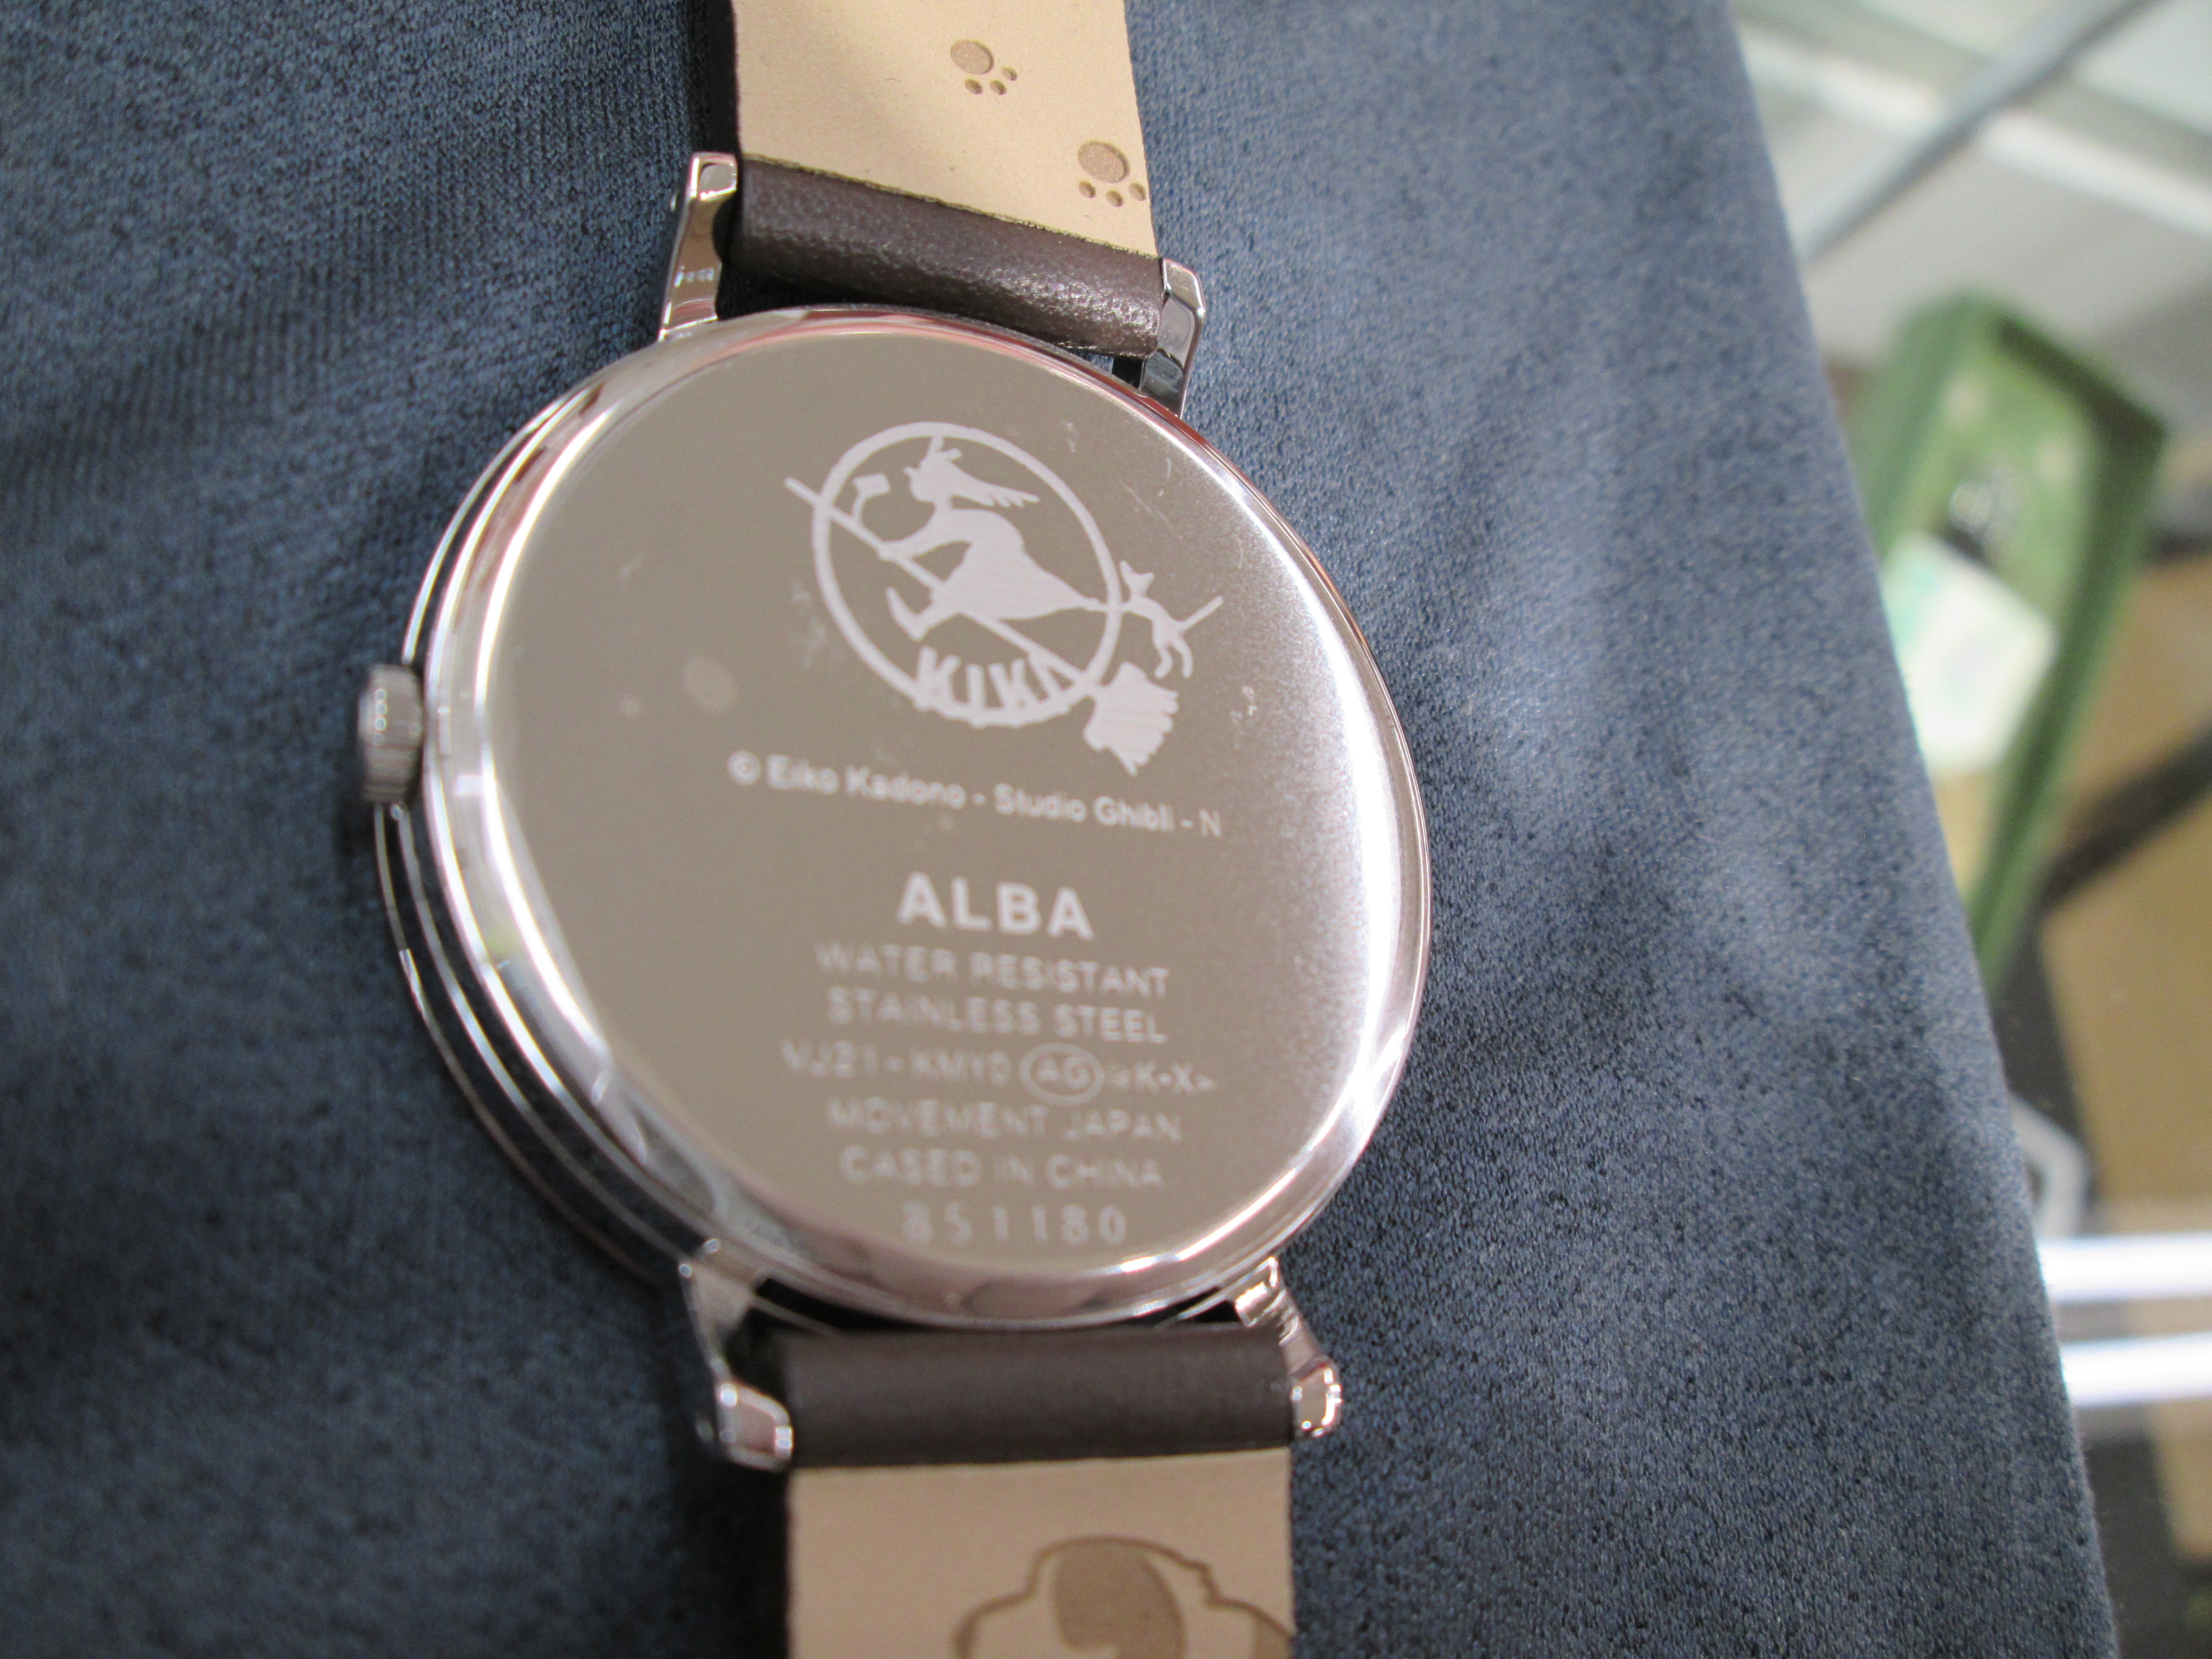 KIKI
© Eiko Kadono - Studio Ghibli - N
ALBA
WATER RESISTANT
STAINLESS STEEL
VJ21-KMY0 AG <K•X>
MOVEMENT JAPAN
CASED IN CHINA
851180